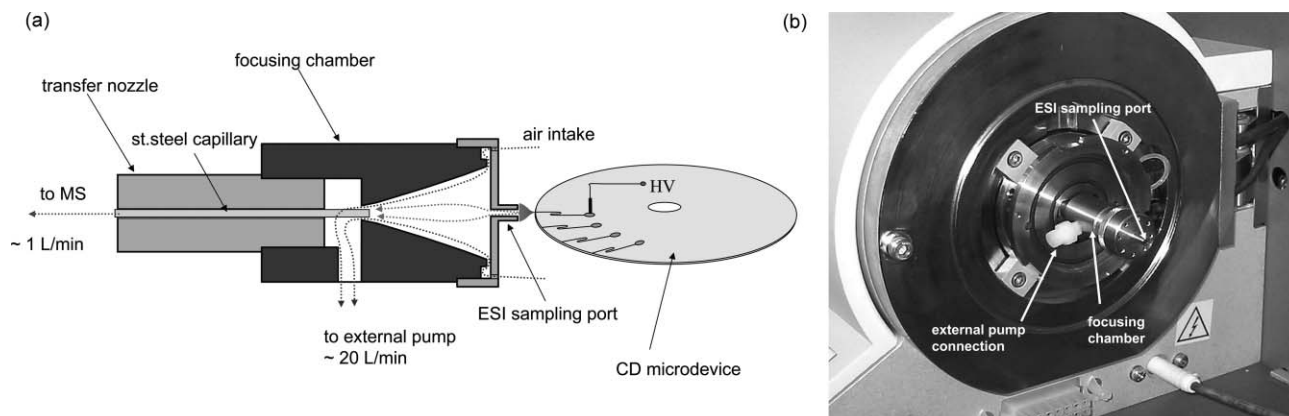 (a)
focusing chamber
transfer nozzle
st.steel capillary
air intake
to MS
HV
~ 1 L/min
ESI sampling port
to external pump
~ 20 L/min
CD microdevice
(b)
ESI sampling port
external pump
connection
focusing
chamber